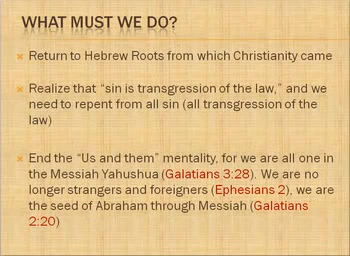 WHAT MUST WE DO?
Return to Hebrew Roots from which Christianity came
Realize that “sin is transgression of the law,” and we
need to repent from all sin (all transgression of the
law)
End the “Us and them” mentality, for we are all one in
the Messiah Yahushua (Galatians 3:28). We are no
longer strangers and foreigners (Ephesians 2), we are
the seed of Abraham through Messiah (Galatians
2:20)